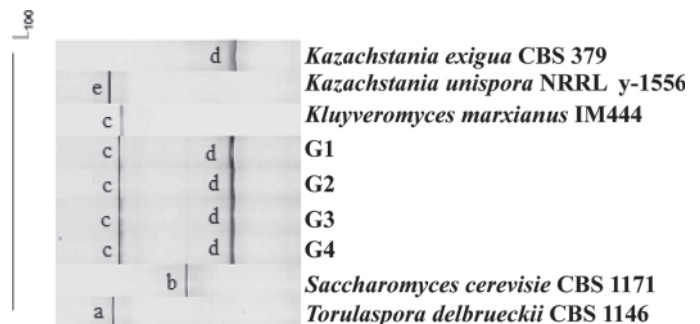 L100
d Kazachstania exigua CBS 379
e Kazachstania unispora NRRL y-1556
c Kluyveromyces marxianus IM444
c d G1
c d G2
c d G3
c d G4
b Saccharomyces cerevisie CBS 1171
a Torulaspora delbrueckii CBS 1146